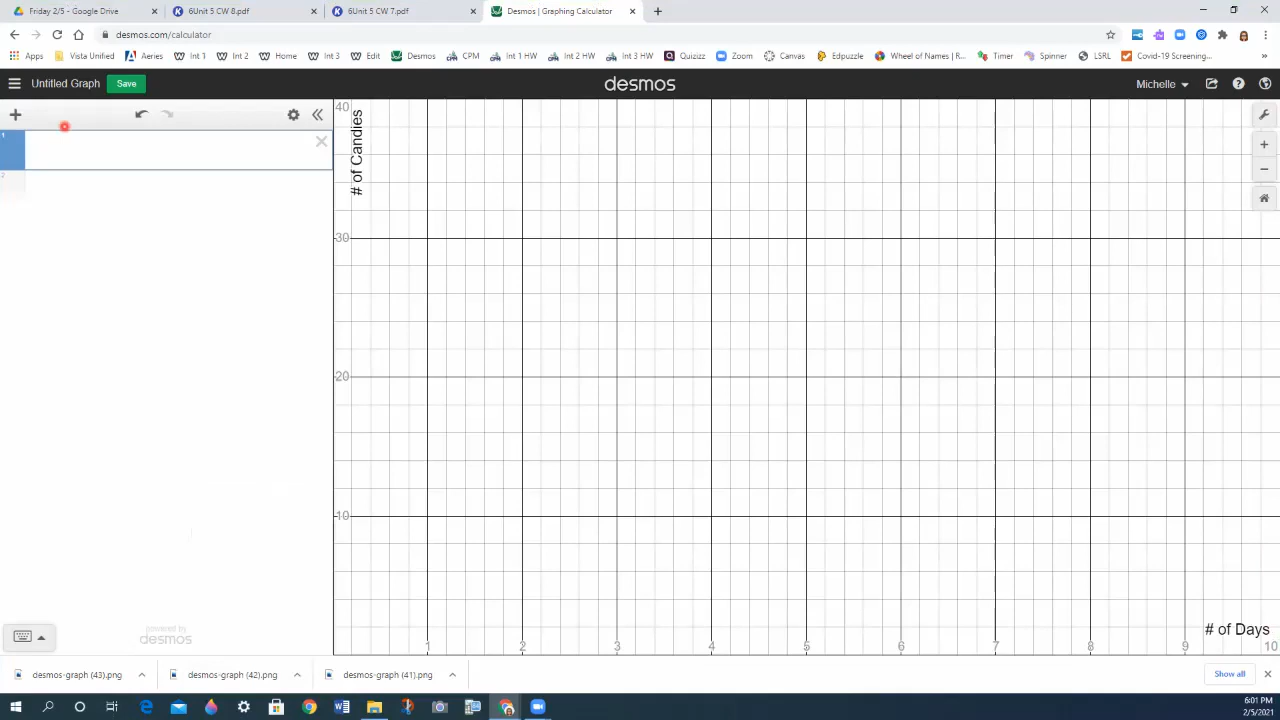 Friday 2/5 - Google Drive
6Unit 5 CW 8.pdf
6Unit 5 CW 7.pdf
Desmos | Graphing Calculator
desmos.com/calculator
Apps
Vista Unified
Aeries
Int 1
Int 2
Home
Int 3
Edit
Desmos
CPM
Int 1 HW
Int 2 HW
Int 3 HW
Quizizz
Zoom
Canvas
Edpuzzle
Wheel of Names | R...
Timer
Spinner
LSRL
Covid-19 Screening...
Untitled Graph
Save
desmos
Michelle
1
2
40
30
20
10
# of Candies
# of Days
1 2 3 4 5 6 7 8 9 10
powered by
desmos
desmos-graph (43).png
desmos-graph (42).png
desmos-graph (41).png
Show all
6:01 PM
2/5/2021